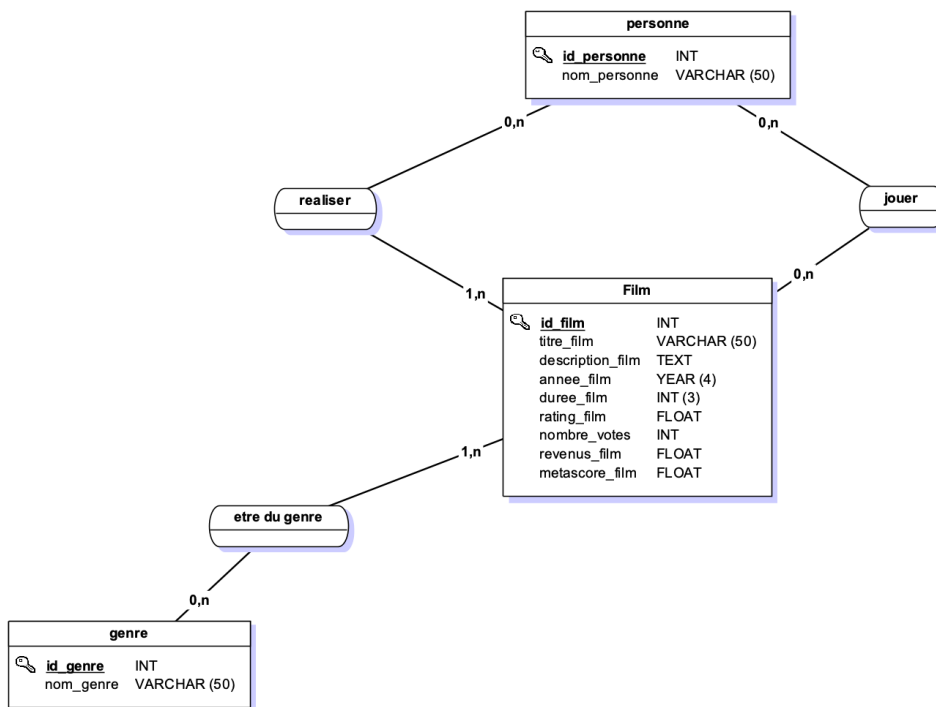 personne
id_personne INT
nom_personne VARCHAR (50)
0,n
0,n
realiser
jouer
1,n
0,n
Film
id_film INT
titre_film VARCHAR (50)
description_film TEXT
annee_film YEAR (4)
duree_film INT (3)
rating_film FLOAT
nombre_votes INT
revenus_film FLOAT
metascore_film FLOAT
1,n
etre du genre
0,n
genre
id_genre INT
nom_genre VARCHAR (50)